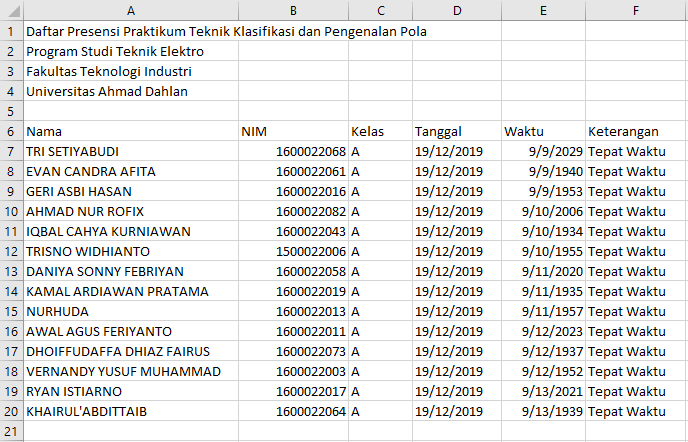 A B C D E F
1 Daftar Presensi Praktikum Teknik Klasifikasi dan Pengenalan Pola
2 Program Studi Teknik Elektro
3 Fakultas Teknologi Industri
4 Universitas Ahmad Dahlan
5
6 Nama NIM Kelas Tanggal Waktu Keterangan
7 TRI SETIYABUDI 1600022068 A 19/12/2019 9/9/2029 Tepat Waktu
8 EVAN CANDRA AFITA 1600022061 A 19/12/2019 9/9/1940 Tepat Waktu
9 GERI ASBI HASAN 1600022016 A 19/12/2019 9/9/1953 Tepat Waktu
10 AHMAD NUR ROFIX 1600022082 A 19/12/2019 9/10/2006 Tepat Waktu
11 IQBAL CAHYA KURNIAWAN 1600022043 A 19/12/2019 9/10/1934 Tepat Waktu
12 TRISNO WIDHIANTO 1500022006 A 19/12/2019 9/10/1955 Tepat Waktu
13 DANIYA SONNY FEBRIYAN 1600022058 A 19/12/2019 9/11/2020 Tepat Waktu
14 KAMAL ARDIAWAN PRATAMA 1600022019 A 19/12/2019 9/11/1935 Tepat Waktu
15 NURHUDA 1600022013 A 19/12/2019 9/11/1957 Tepat Waktu
16 AWAL AGUS FERIYANTO 1600022011 A 19/12/2019 9/12/2023 Tepat Waktu
17 DHOIFFUDAFFA DHIAZ FAIRUS 1600022073 A 19/12/2019 9/12/1937 Tepat Waktu
18 VERNANDY YUSUF MUHAMMAD 1600022003 A 19/12/2019 9/12/1952 Tepat Waktu
19 RYAN ISTIARNO 1600022017 A 19/12/2019 9/13/2021 Tepat Waktu
20 KHAIRUL'ABDITTAIB 1600022064 A 19/12/2019 9/13/1939 Tepat Waktu
21